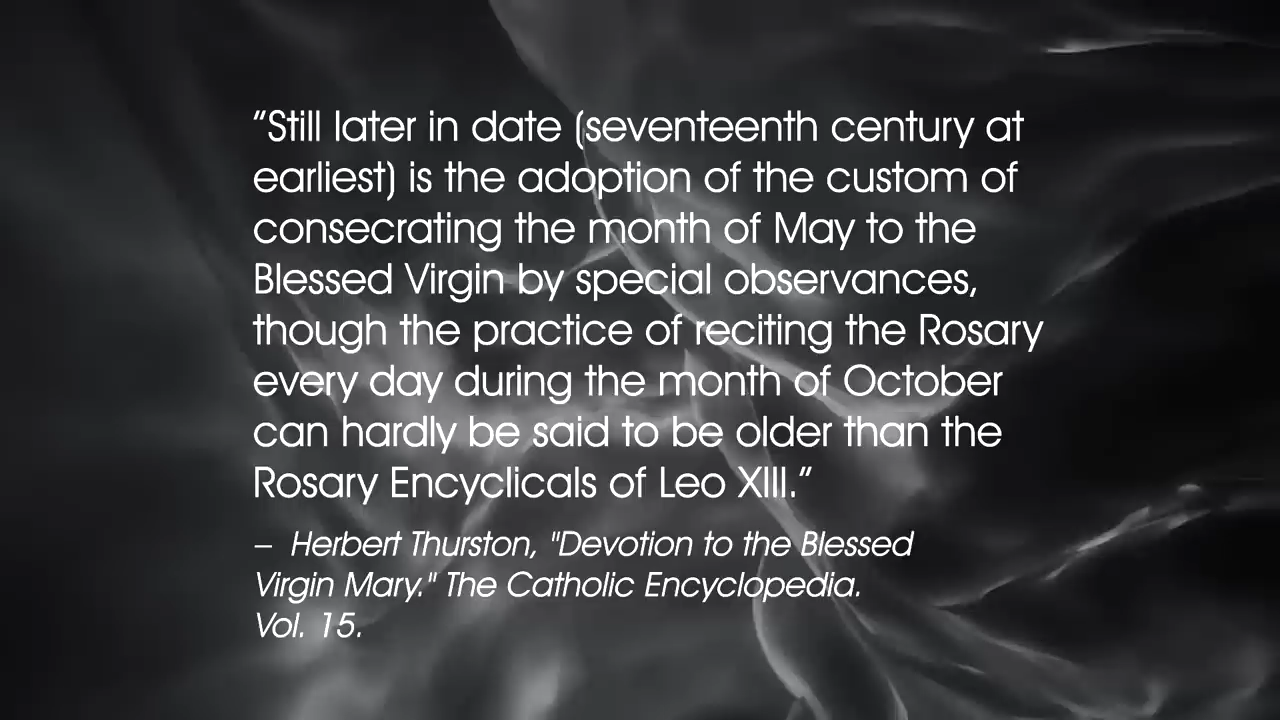 "Still later in date (seventeenth century at
earliest) is the adoption of the custom of
consecrating the month of May to the
Blessed Virgin by special observances,
though the practice of reciting the Rosary
every day during the month of October
can hardly be said to be older than the
Rosary Encyclicals of Leo XIII."
– Herbert Thurston, "Devotion to the Blessed
Virgin Mary." The Catholic Encyclopedia.
Vol. 15.